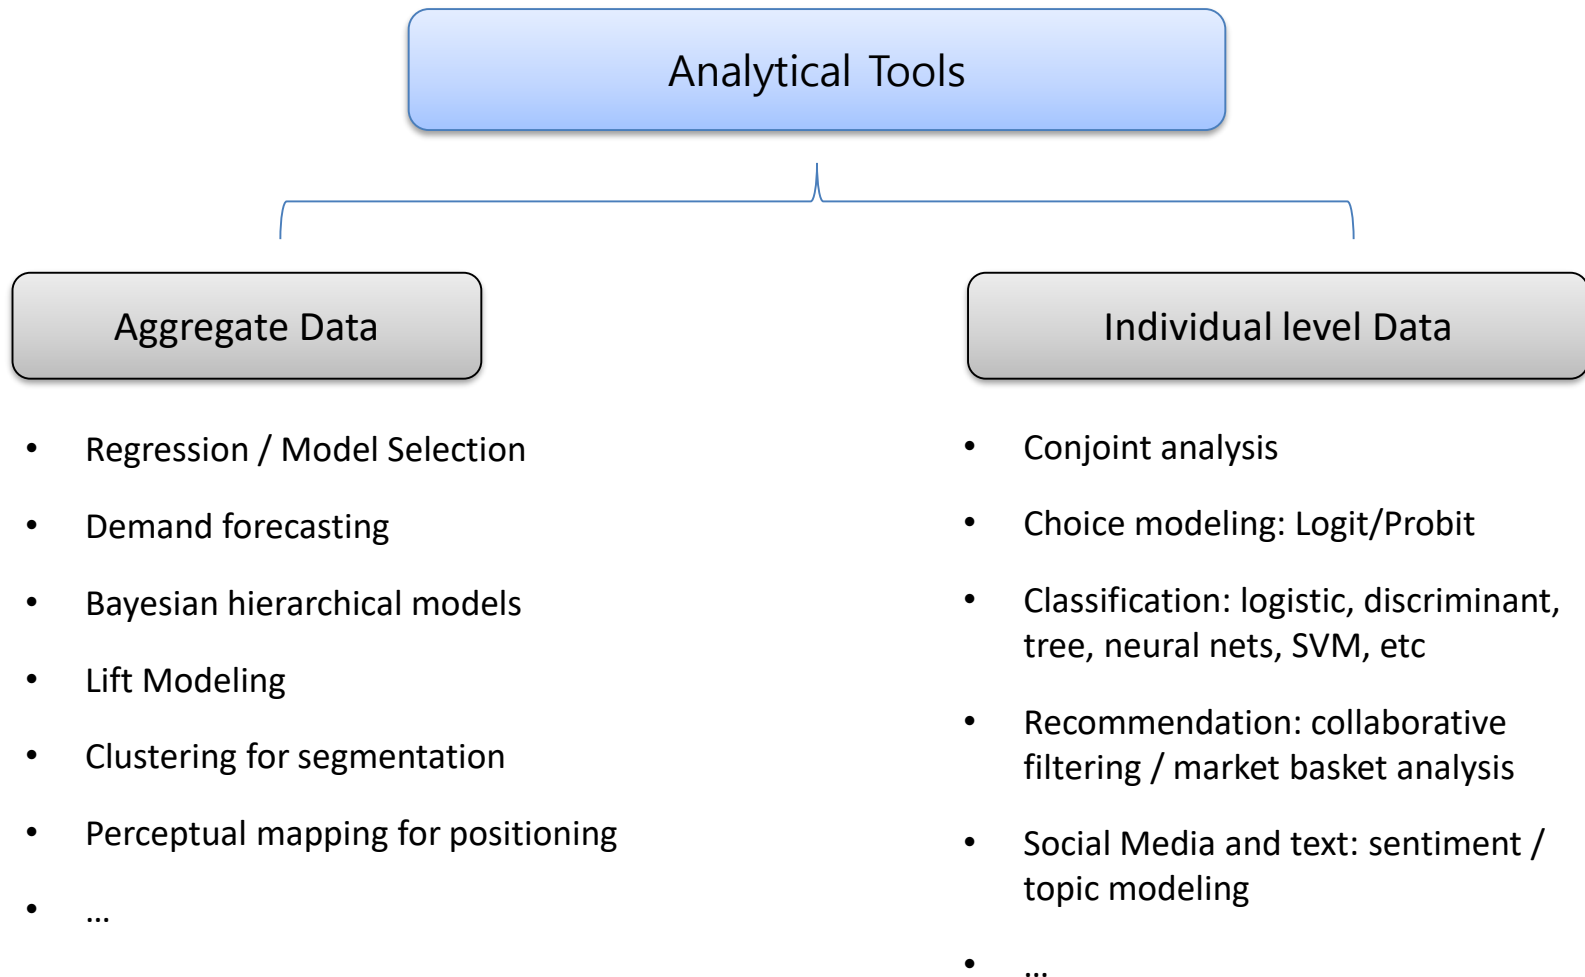 Analytical Tools
Aggregate Data
• Regression / Model Selection
• Demand forecasting
• Bayesian hierarchical models
• Lift Modeling
• Clustering for segmentation
• Perceptual mapping for positioning
• ...
Individual level Data
• Conjoint analysis
• Choice modeling: Logit/Probit
• Classification: logistic, discriminant,
tree, neural nets, SVM, etc
• Recommendation: collaborative
filtering / market basket analysis
• Social Media and text: sentiment /
topic modeling
• ...